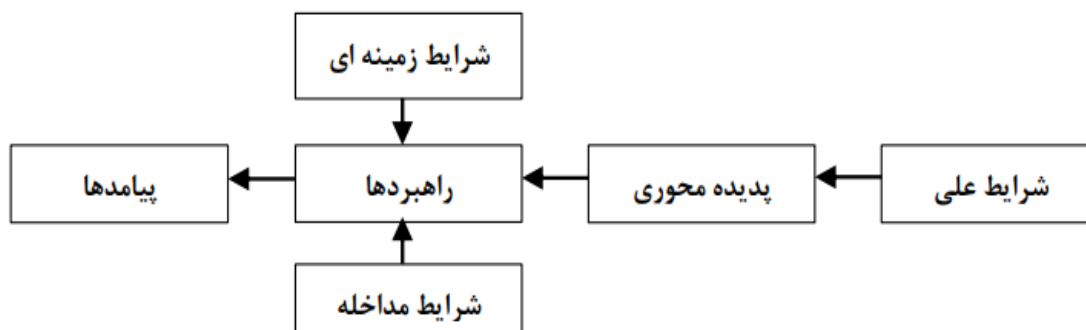 شرایط زمینه ای
شرایط علی
پدیده محوری
راهبردها
پیامدها
شرایط مداخله